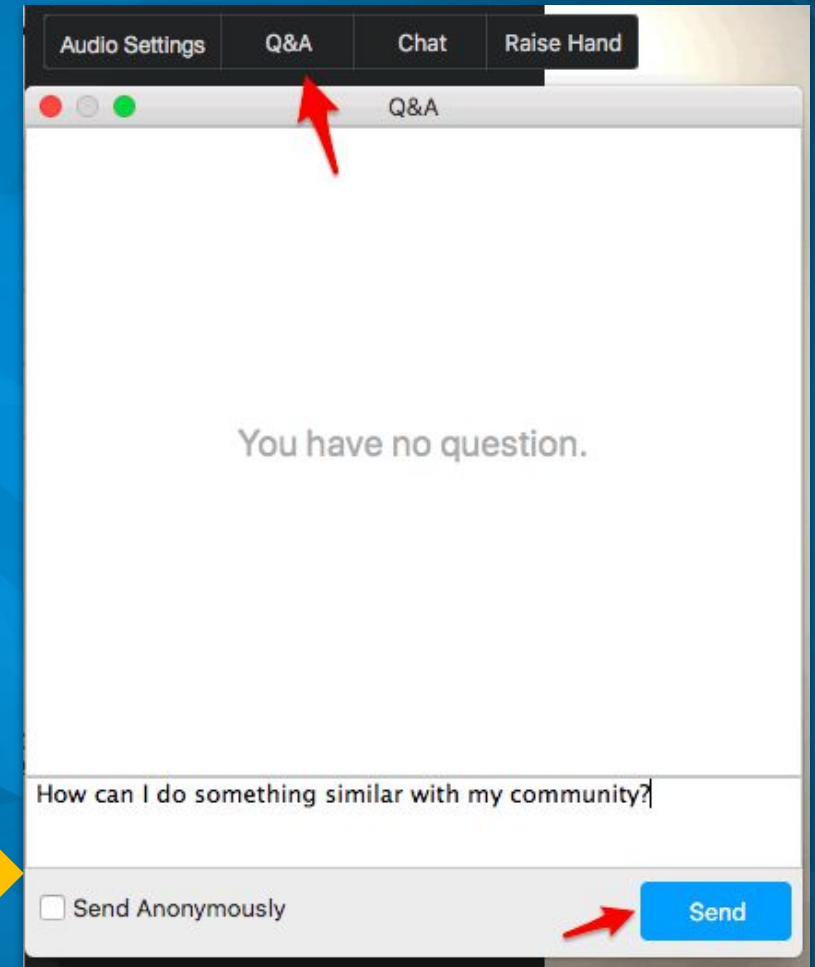 Audio Settings Q&A Chat Raise Hand
Q&A
You have no question.
How can I do something similar with my community?
Send Anonymously
Send